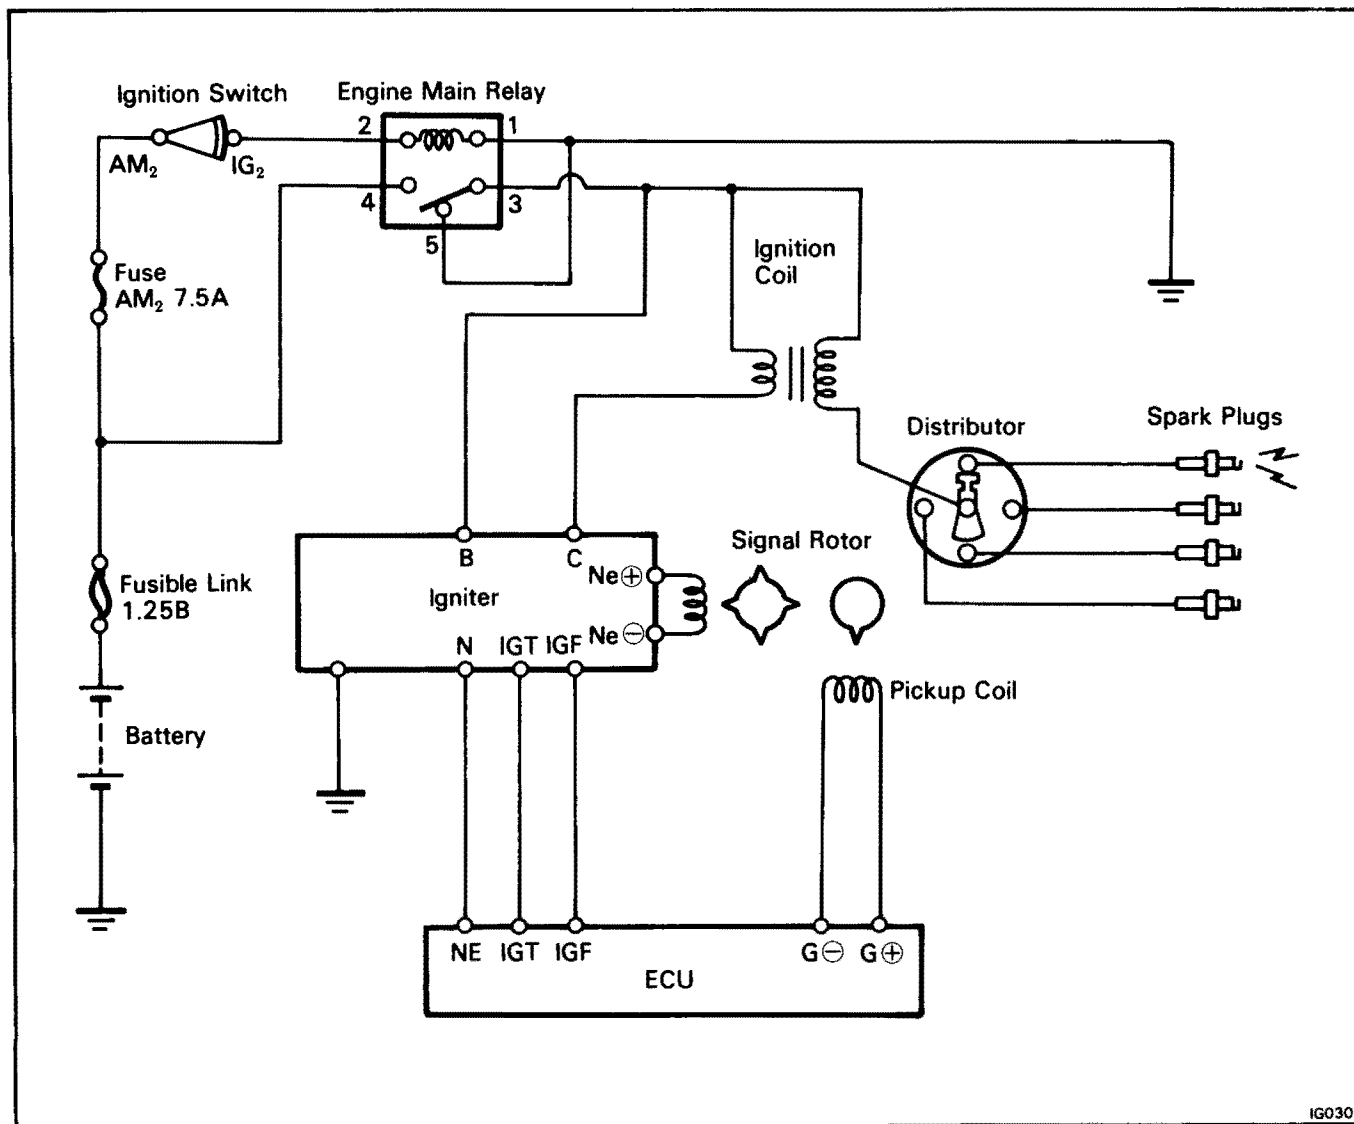 Ignition Switch
Engine Main Relay
2
1
AM₂
IG₂
4
3
5
Ignition
Coil
Fuse
AM₂ 7.5A
Distributor
Spark Plugs
Signal Rotor
B
C
Ne⊕
Fusible Link
1.25B
Igniter
Ne⊖
N
IGT
IGF
Pickup Coil
Battery
NE
IGT
IGF
G⊖
G⊕
ECU
IG030